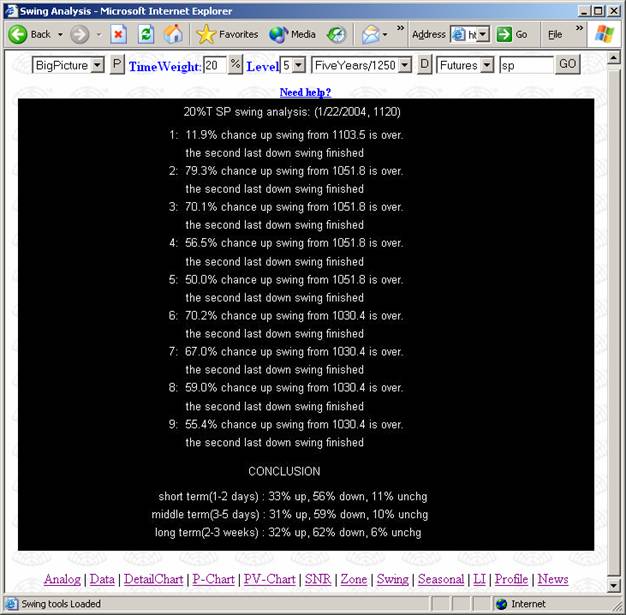 Swing Analysis - Microsoft Internet Explorer
Back Favorites Media » Address Go File »
BigPicture P TimeWeight: 20 % Level 5 FiveYears/1250 D Futures sp GO
Need help?
20%T SP swing analysis: (1/22/2004, 1120)
1: 11.9% chance up swing from 1103.5 is over.
the second last down swing finished
2: 79.3% chance up swing from 1051.8 is over.
the second last down swing finished
3: 70.1% chance up swing from 1051.8 is over.
the second last down swing finished
4: 56.5% chance up swing from 1051.8 is over.
the second last down swing finished
5: 50.0% chance up swing from 1051.8 is over.
the second last down swing finished
6: 70.2% chance up swing from 1030.4 is over.
the second last down swing finished
7: 67.0% chance up swing from 1030.4 is over.
the second last down swing finished
8: 59.0% chance up swing from 1030.4 is over.
the second last down swing finished
9: 55.4% chance up swing from 1030.4 is over.
the second last down swing finished
CONCLUSION
short term(1-2 days) : 33% up, 56% down, 11% unchg
middle term(3-5 days) : 31% up, 59% down, 10% unchg
long term(2-3 weeks) : 32% up, 62% down, 6% unchg
Analog | Data | DetailChart | P-Chart | PV-Chart | SNR | Zone | Swing | Seasonal | LI | Profile | News
Swing tools Loaded Internet